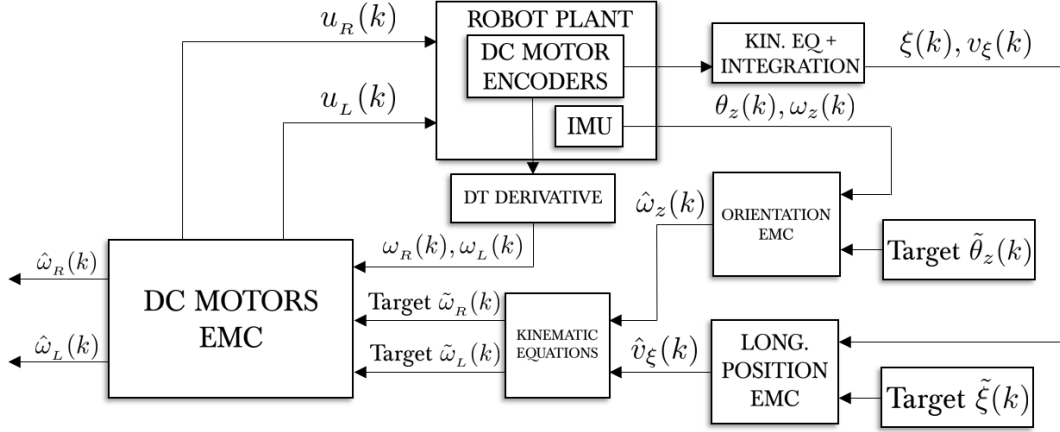 u_R(k)
u_L(k)
ROBOT PLANT
DC MOTOR
ENCODERS
IMU
KIN. EQ +
INTEGRATION
ξ(k), v_ξ(k)
θ_z(k), ω_z(k)
DT DERIVATIVE
ω̂_z(k)
ORIENTATION
EMC
Target θ̃_z(k)
ω_R(k), ω_L(k)
ω̂_R(k)
DC MOTORS
EMC
ω̂_L(k)
Target ω̃_R(k)
Target ω̃_L(k)
KINEMATIC
EQUATIONS
v̂_ξ(k)
LONG.
POSITION
EMC
Target ξ̃(k)